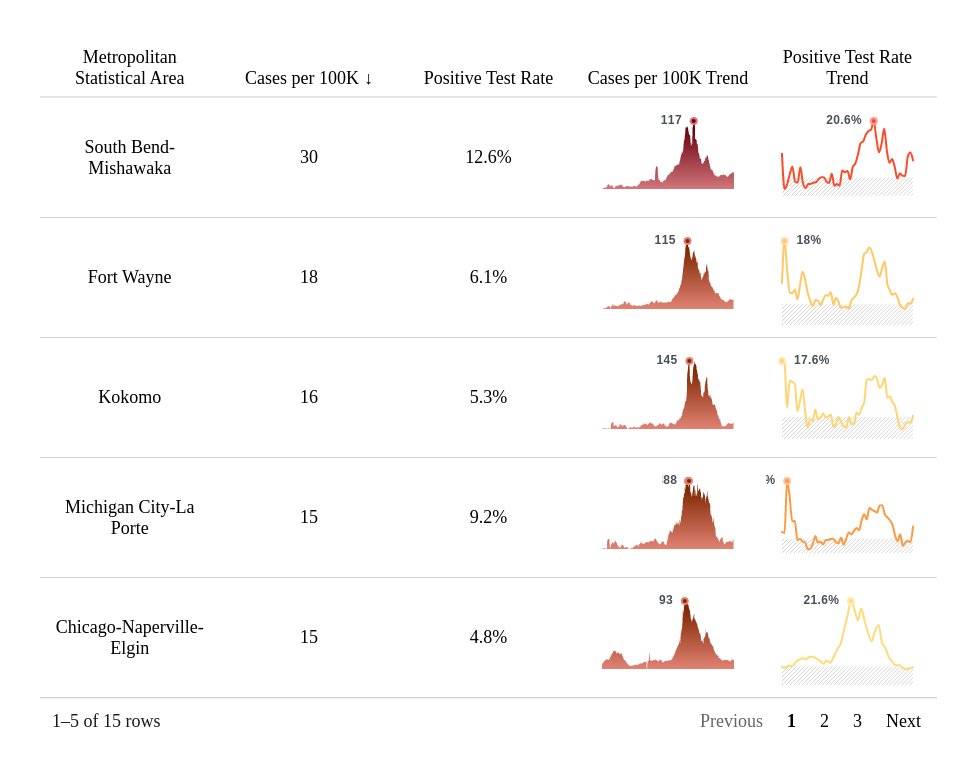 Metropolitan
Statistical Area
Cases per 100K ↓
Positive Test Rate
Cases per 100K Trend
Positive Test Rate
Trend
South Bend-
Mishawaka
30
12.6%
117
20.6%
Fort Wayne
18
6.1%
115
18%
Kokomo
16
5.3%
145
17.6%
Michigan City-La
Porte
15
9.2%
88
%
Chicago-Naperville-
Elgin
15
4.8%
93
21.6%
1–5 of 15 rows
Previous 1 2 3 Next